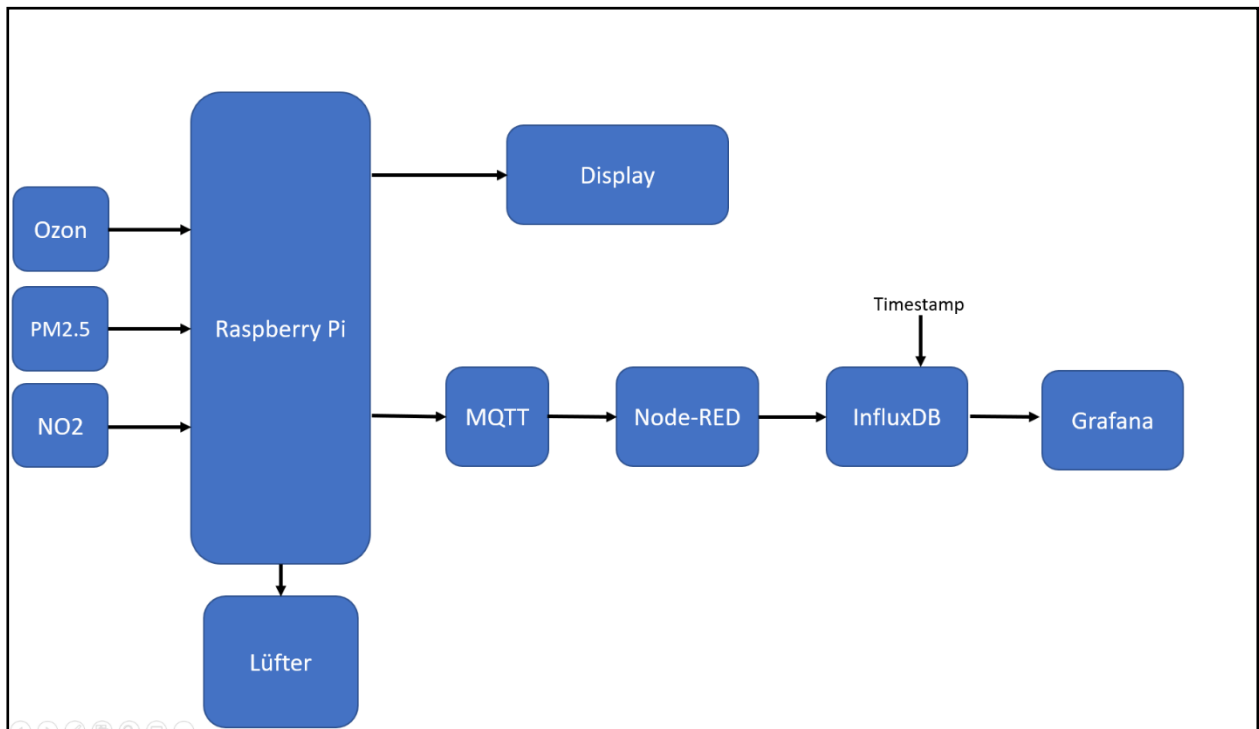 Display
Ozon
PM2.5
Raspberry Pi
Timestamp
NO2
MQTT
Node-RED
InfluxDB
Grafana
Lüfter